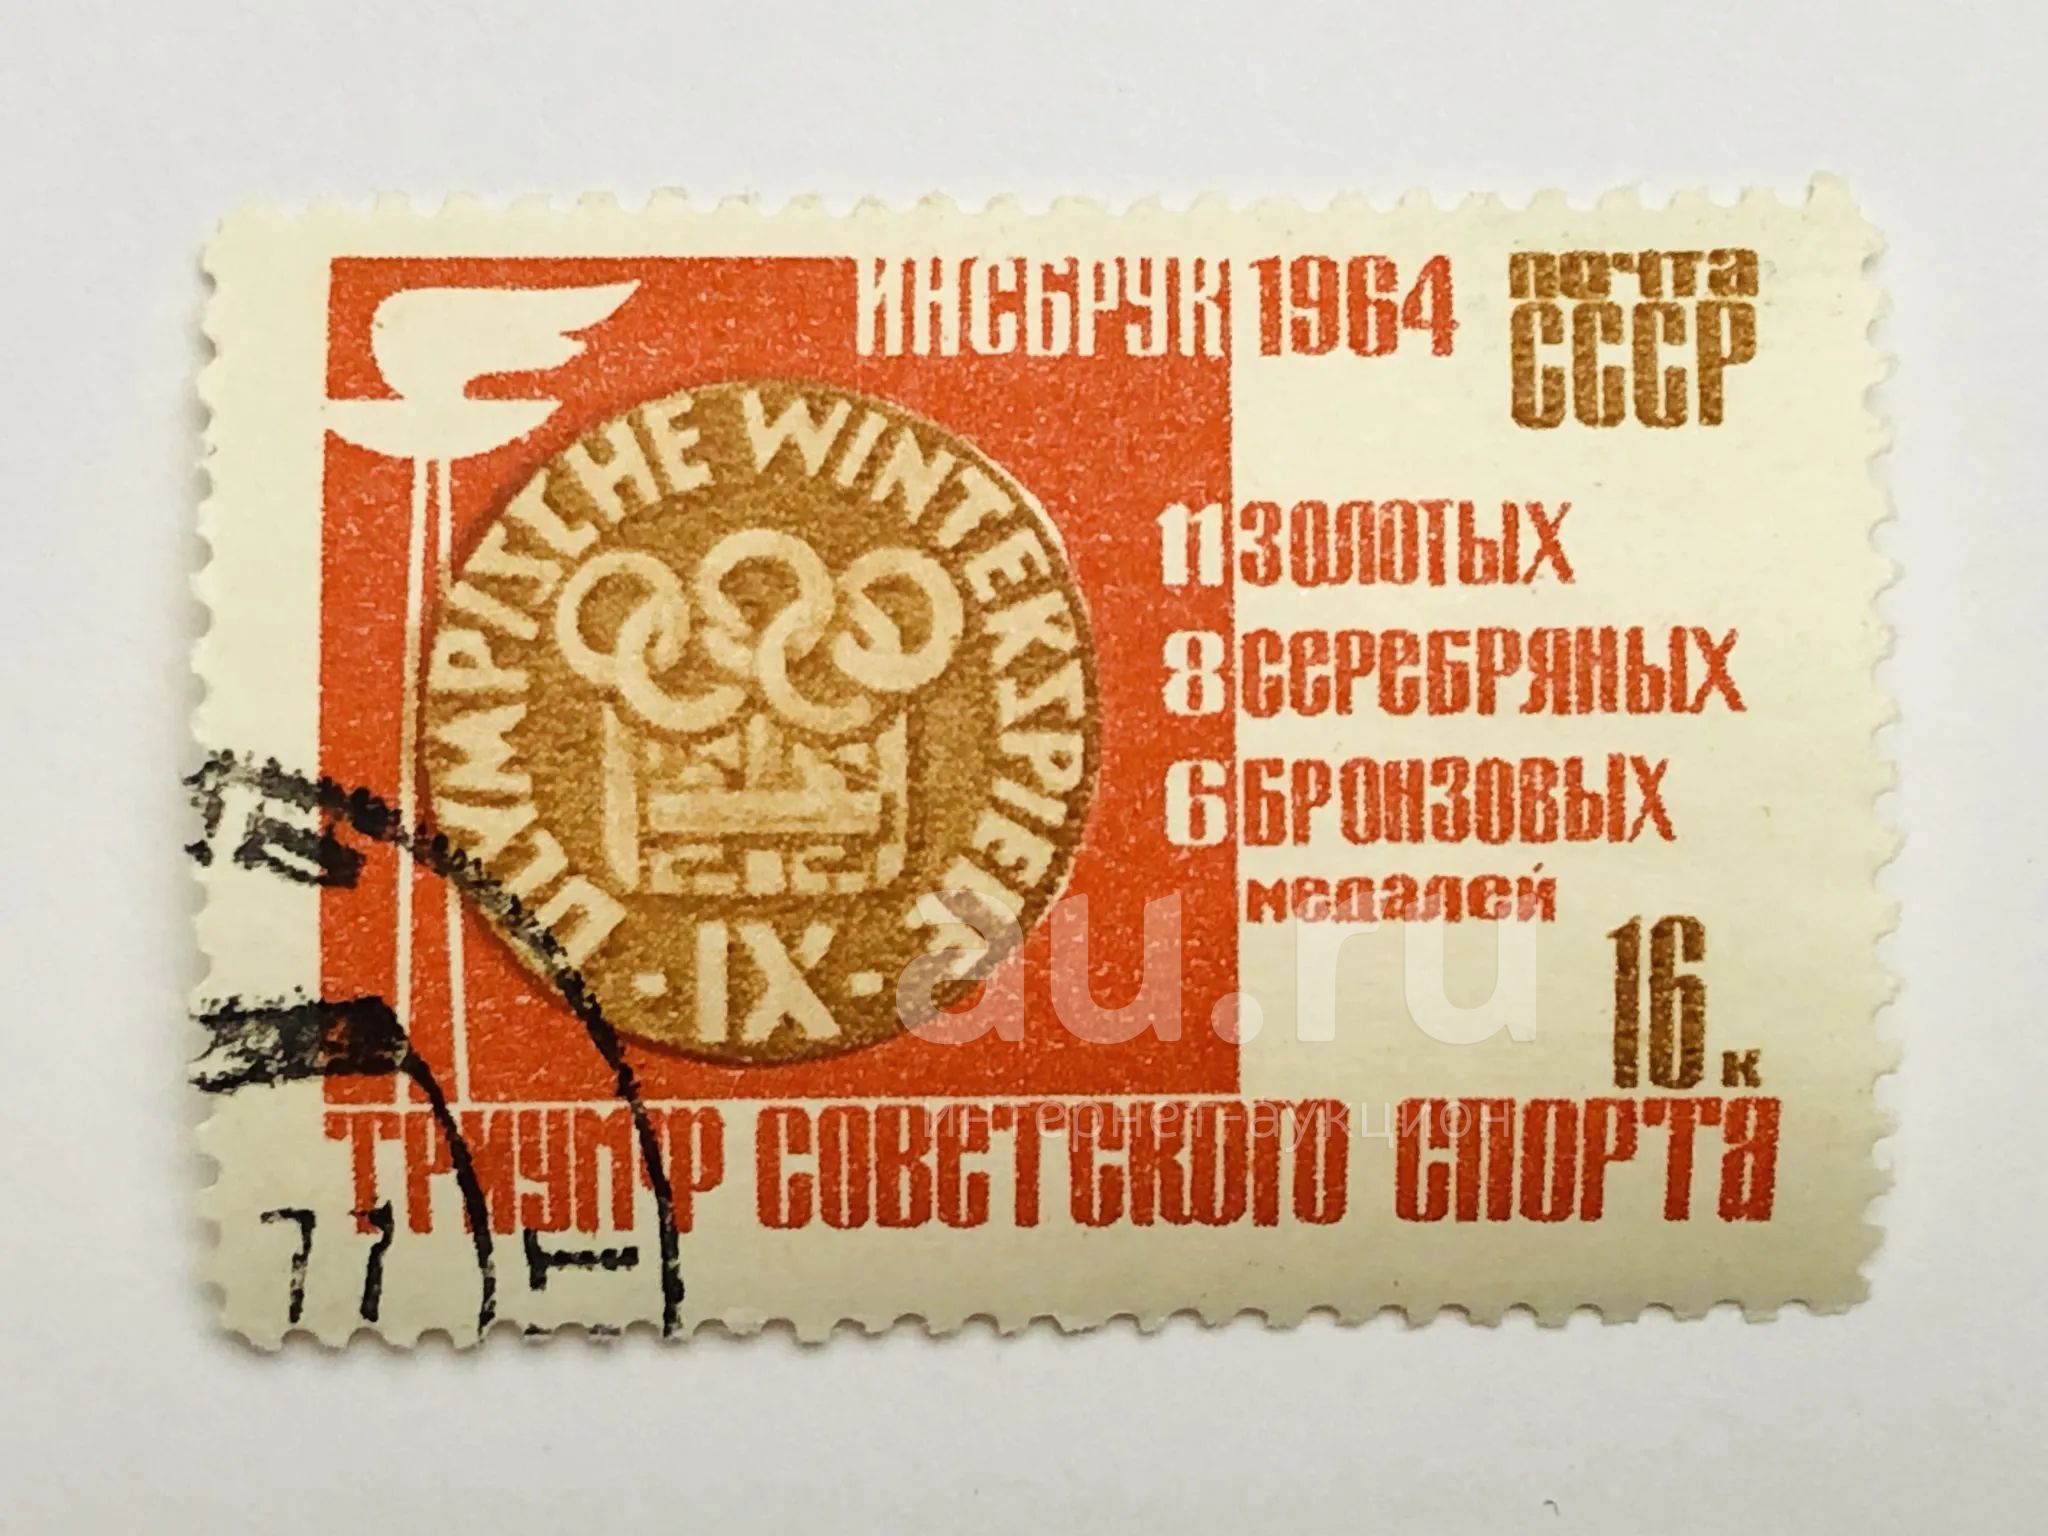 ИНСБРУК 1964
почта
СССР
11 ЗОЛОТЫХ
8 СЕРЕБРЯНЫХ
6 БРОНЗОВЫХ
медалей
16 к
OLYMPISCHE WINTERSPIELE
· IX ·
ТРИУМФ СОВЕТСКОГО СПОРТА
au.ru
интернет-аукцион